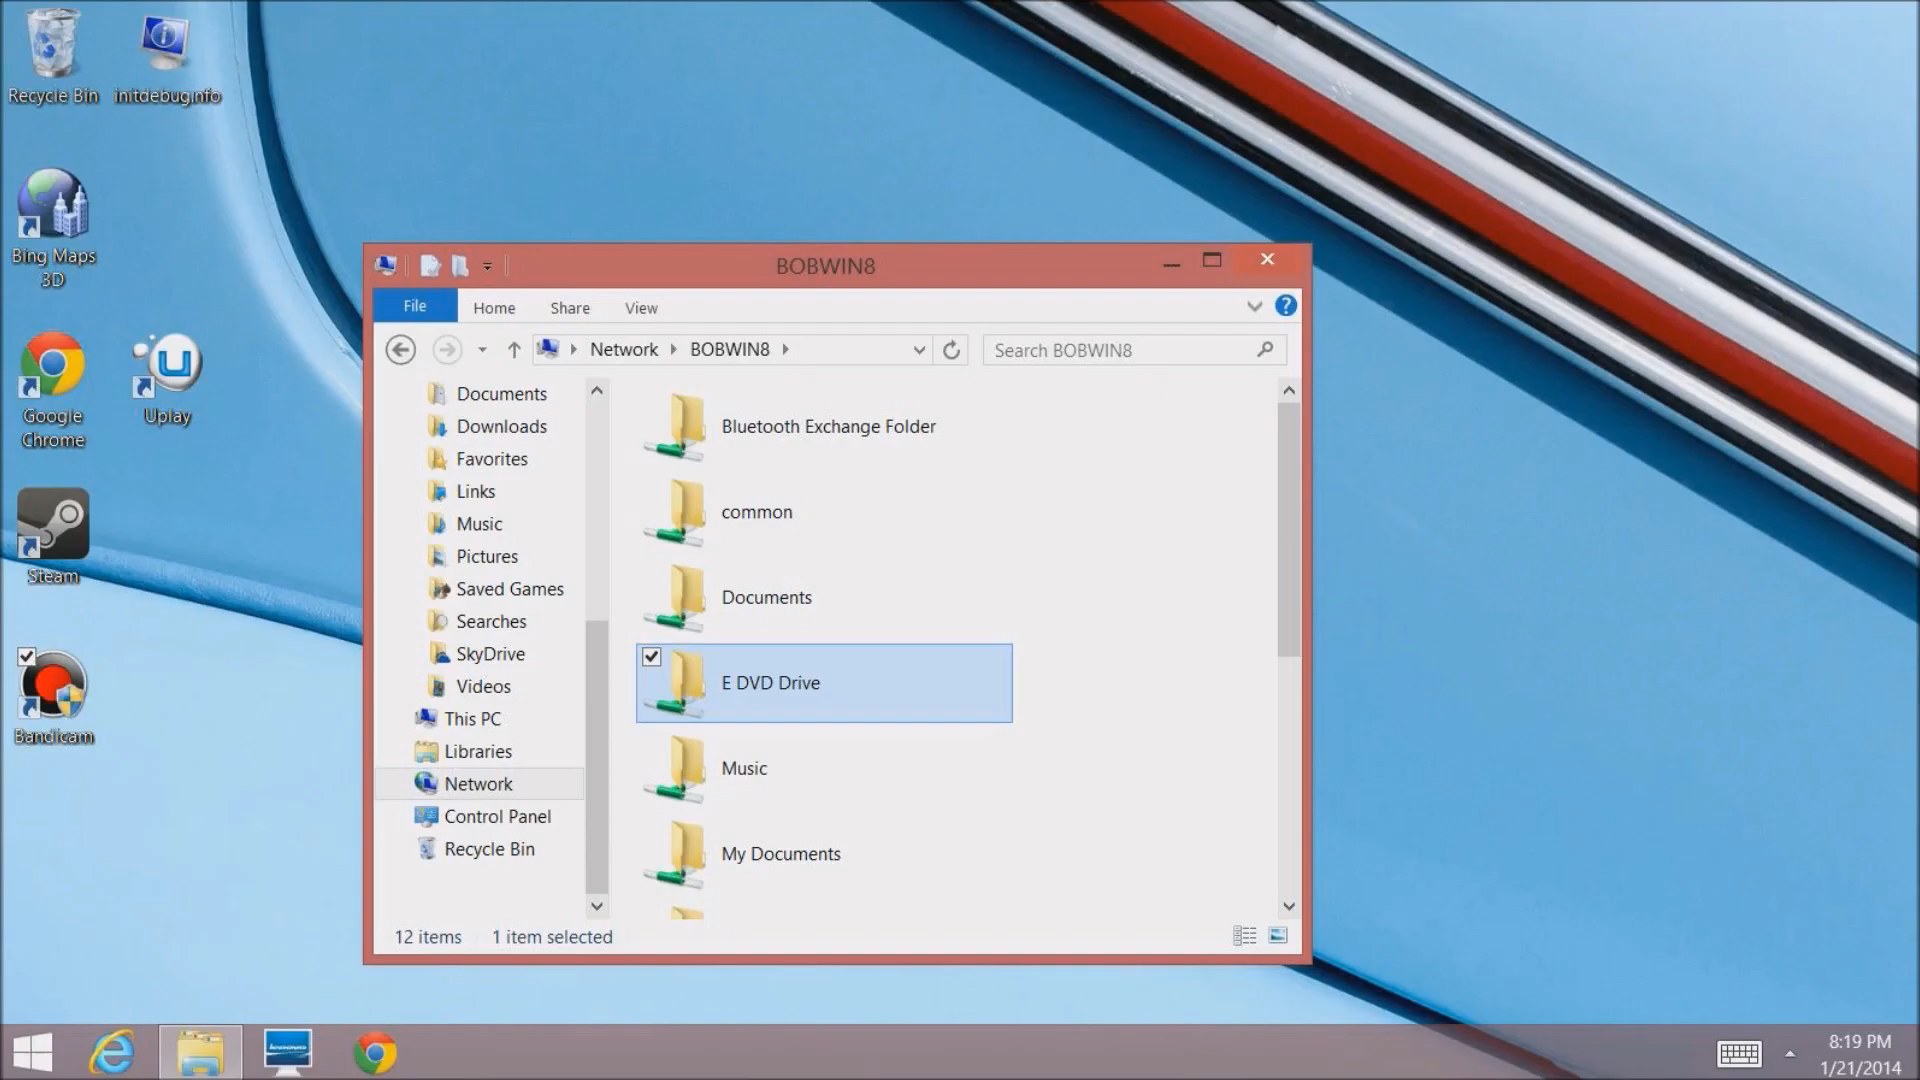 Recycle Bin
initdebug.nfo
Bing Maps
3D
Google
Chrome
Uplay
Steam
Bandicam
BOBWIN8
File
Home
Share
View
Network
BOBWIN8
Search BOBWIN8
Documents
Downloads
Favorites
Links
Music
Pictures
Saved Games
Searches
SkyDrive
Videos
This PC
Libraries
Network
Control Panel
Recycle Bin
Bluetooth Exchange Folder
common
Documents
E DVD Drive
Music
My Documents
12 items
1 item selected
lenovo
8:19 PM
1/21/2014